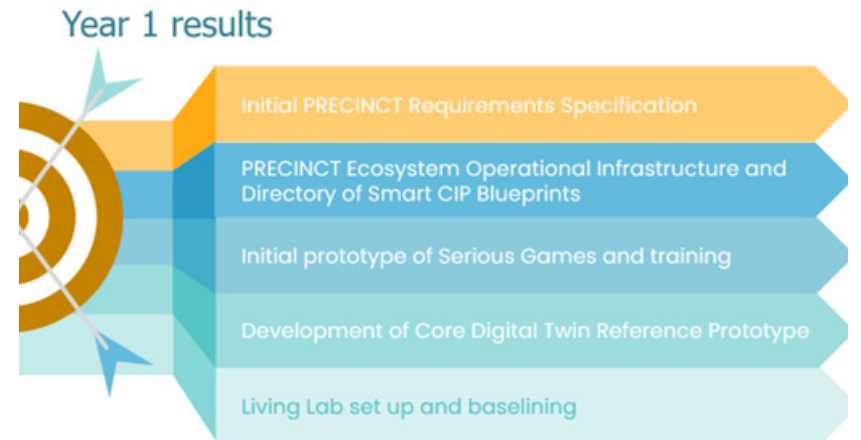 Year 1 results
Initial PRECINCT Requirements Specification
PRECINCT Ecosystem Operational Infrastructure and
Directory of Smart CIP Blueprints
Initial prototype of Serious Games and training
Development of Core Digital Twin Reference Prototype
Living Lab set up and baselining